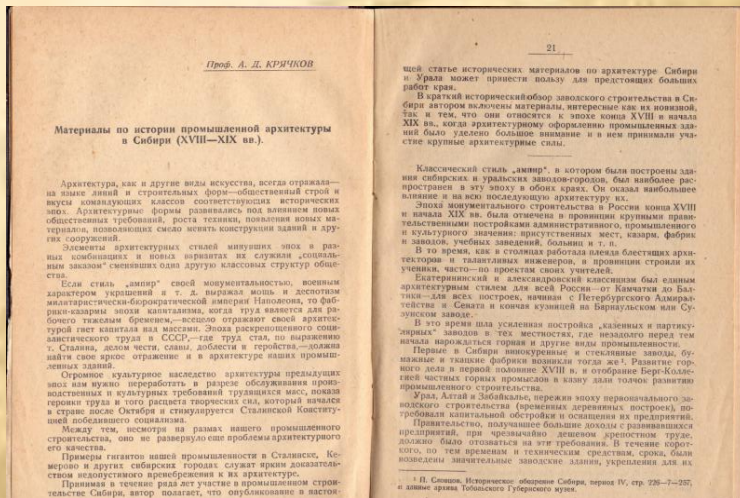 Проф. А. Д. КРЯЧКОВ
Материалы по истории промышленной архитектуры
в Сибири (XVIII—XIX вв.).
Архитектура, как и другие виды искусства, всегда отражала—
на языке линий и строительных форм—общественный строй и
вкусы командующих классов соответствующих исторических
эпох. Архитектурные формы развивались под влиянием новых
общественных требований, роста техники, появления новых ма-
териалов, позволяющих смело менять конструкции зданий и дру-
гих сооружений.
Элементы архитектурных стилей минувших эпох в раз-
ных комбинациях и новых вариантах их служили „социаль-
ным заказом" сменявших одна другую классовых структур обще-
ства.
Если стиль „ампир" своей монументальностью, военным
характером украшений и т. д. выражал мощь и деспотизм
милитаристически-бюрократической империи Наполеона, то фаб-
рики-казармы эпохи капитализма, когда труд является для ра-
бочего тяжелым бременем,—всецело отражают своей архитек-
турой гнет капитала над массами. Эпоха раскрепощенного соци-
алистического труда в СССР,—где труд стал, по выражению
т. Сталина, делом чести, славы, доблести и геройства,—должна
найти свое яркое отражение и в архитектуре наших промыш-
ленных зданий.
Огромное культурное наследство архитектуры предыдущих
эпох нам нужно переработать в разрезе обслуживания произ-
водственных и культурных требований трудящихся масс, показа
героики труда и того расцвета творческих сил, который начался
в стране после Октября и стимулируется Сталинской Конститу-
цией победившего социализма.
Между тем, несмотря на размах нашего промышленного
строительства, оно не развернуло еще проблемы архитектурного
его качества.
Примеры гигантов нашей промышленности в Сталинске, Ке-
мерово и других сибирских городах служат ярким доказатель-
ством недопустимого пренебрежения к их архитектуре.
Принимая в течение ряда лет участие в промышленном строи-
тельстве Сибири, автор полагает, что опубликование в настоя-
21
щей статье исторических материалов по архитектуре Сибири
и Урала может принести пользу для предстоящих больших
работ края.
В краткий исторический обзор заводского строительства и Си-
бири автором включены материалы, интересные как их новизной,
так и тем, что они относятся к эпохе конца XVIII и начала
XIX вв., когда архитектурному оформлению промышленных зда-
ний было уделено большое внимание и в нем принимали уча-
стие крупные архитектурные силы.
Классический стиль „ампир", в котором были построены зда-
ния сибирских и уральских заводов-городов, был наиболее рас-
пространен в эту эпоху в обоих краях. Он оказал наибольшее
влияние и на всю последующую архитектуру их.
Эпоха монументального строительства в России конца XVIII
и начала XIX вв. была отмечена в провинции крупными прави-
тельственными постройками административного, промышленного
и культурного значения: присутственных мест, казарм, фабрик
и заводов, учебных заведений, больниц и т. п.
В то время, как в столицах работала плеяда блестящих архи-
текторов и талантливых инженеров, в провинции строили их
ученики, часто—по проектам своих учителей.
Екатерининский и александровский классицизм был единым
архитектурным стилем для всей России—от Камчатки до Бал-
тики—для всех построек, начиная с Петербургского Адмирал-
тейства и Сената и кончая кузницей на Барнаульском или Су-
зунском заводе.
В это время шла усиленная постройка „казенных и партику-
лярных" заводов в тех местностях, где незадолго перед тем
начали нарождаться горная и другие виды промышленности.
Первые в Сибири винокуренные и стеклянные заводы, бу-
мажные и ткацкие фабрики возникли тогда же¹. Развитие гор-
ного дела в первой половине XVIII в. и отобрание Берг-Колле-
гией частных горных промыслов в казну дали толчок развитию
промышленного строительства.
Урал, Алтай и Забайкалье, пережив эпоху первоначального за-
водского строительства (временных деревянных построек), по-
требовали капитальной обстройки и оснащения их предприятий.
Правительство, получавшее большие доходы с развивавшихся
предприятий, при чрезвычайно дешевом крепостном труде,
должно было отозваться на эти требования. В течение корот-
кого, по тем временам и техническим средствам, срока, были
возведены значительные заводские здания, укрепления для их
¹ П. Словцов. Историческое обозрение Сибири, период IV, стр. 226—7—237,
и данные архива Тобольского Губернского музея.